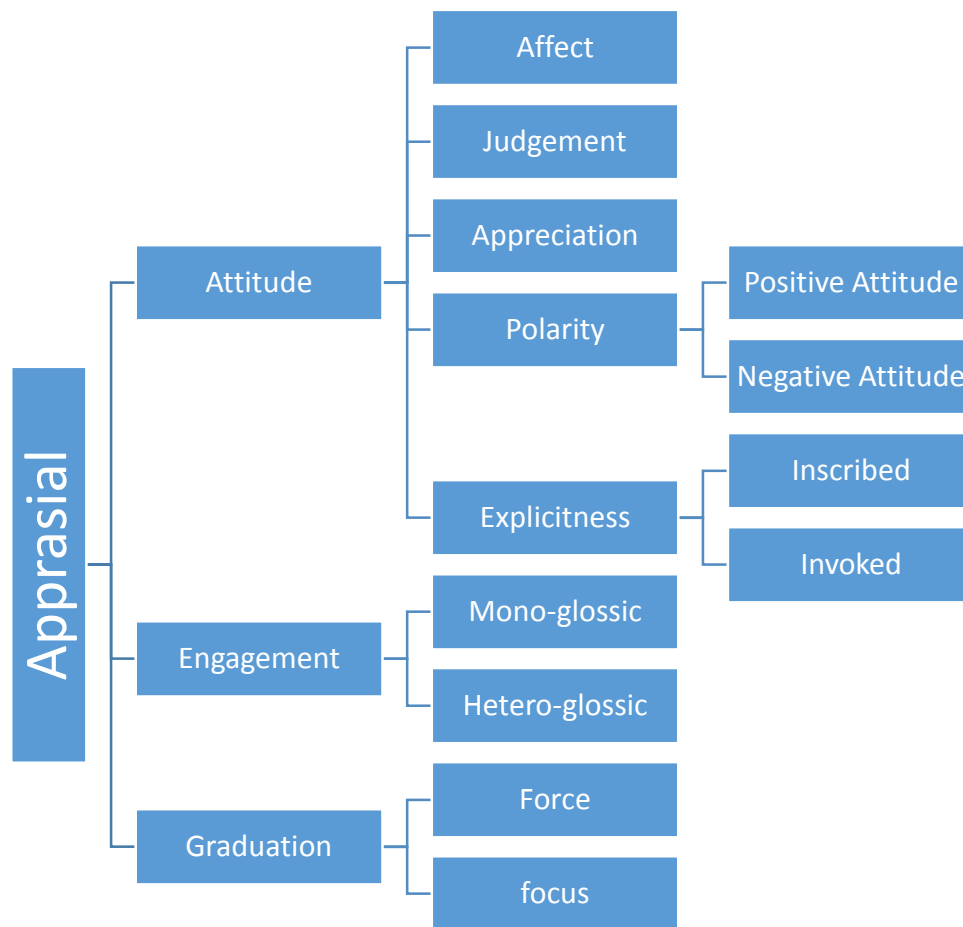 Apprasial
Attitude
Affect
Judgement
Appreciation
Polarity
Positive Attitude
Negative Attitude
Explicitness
Inscribed
Invoked
Engagement
Mono-glossic
Hetero-glossic
Graduation
Force
focus